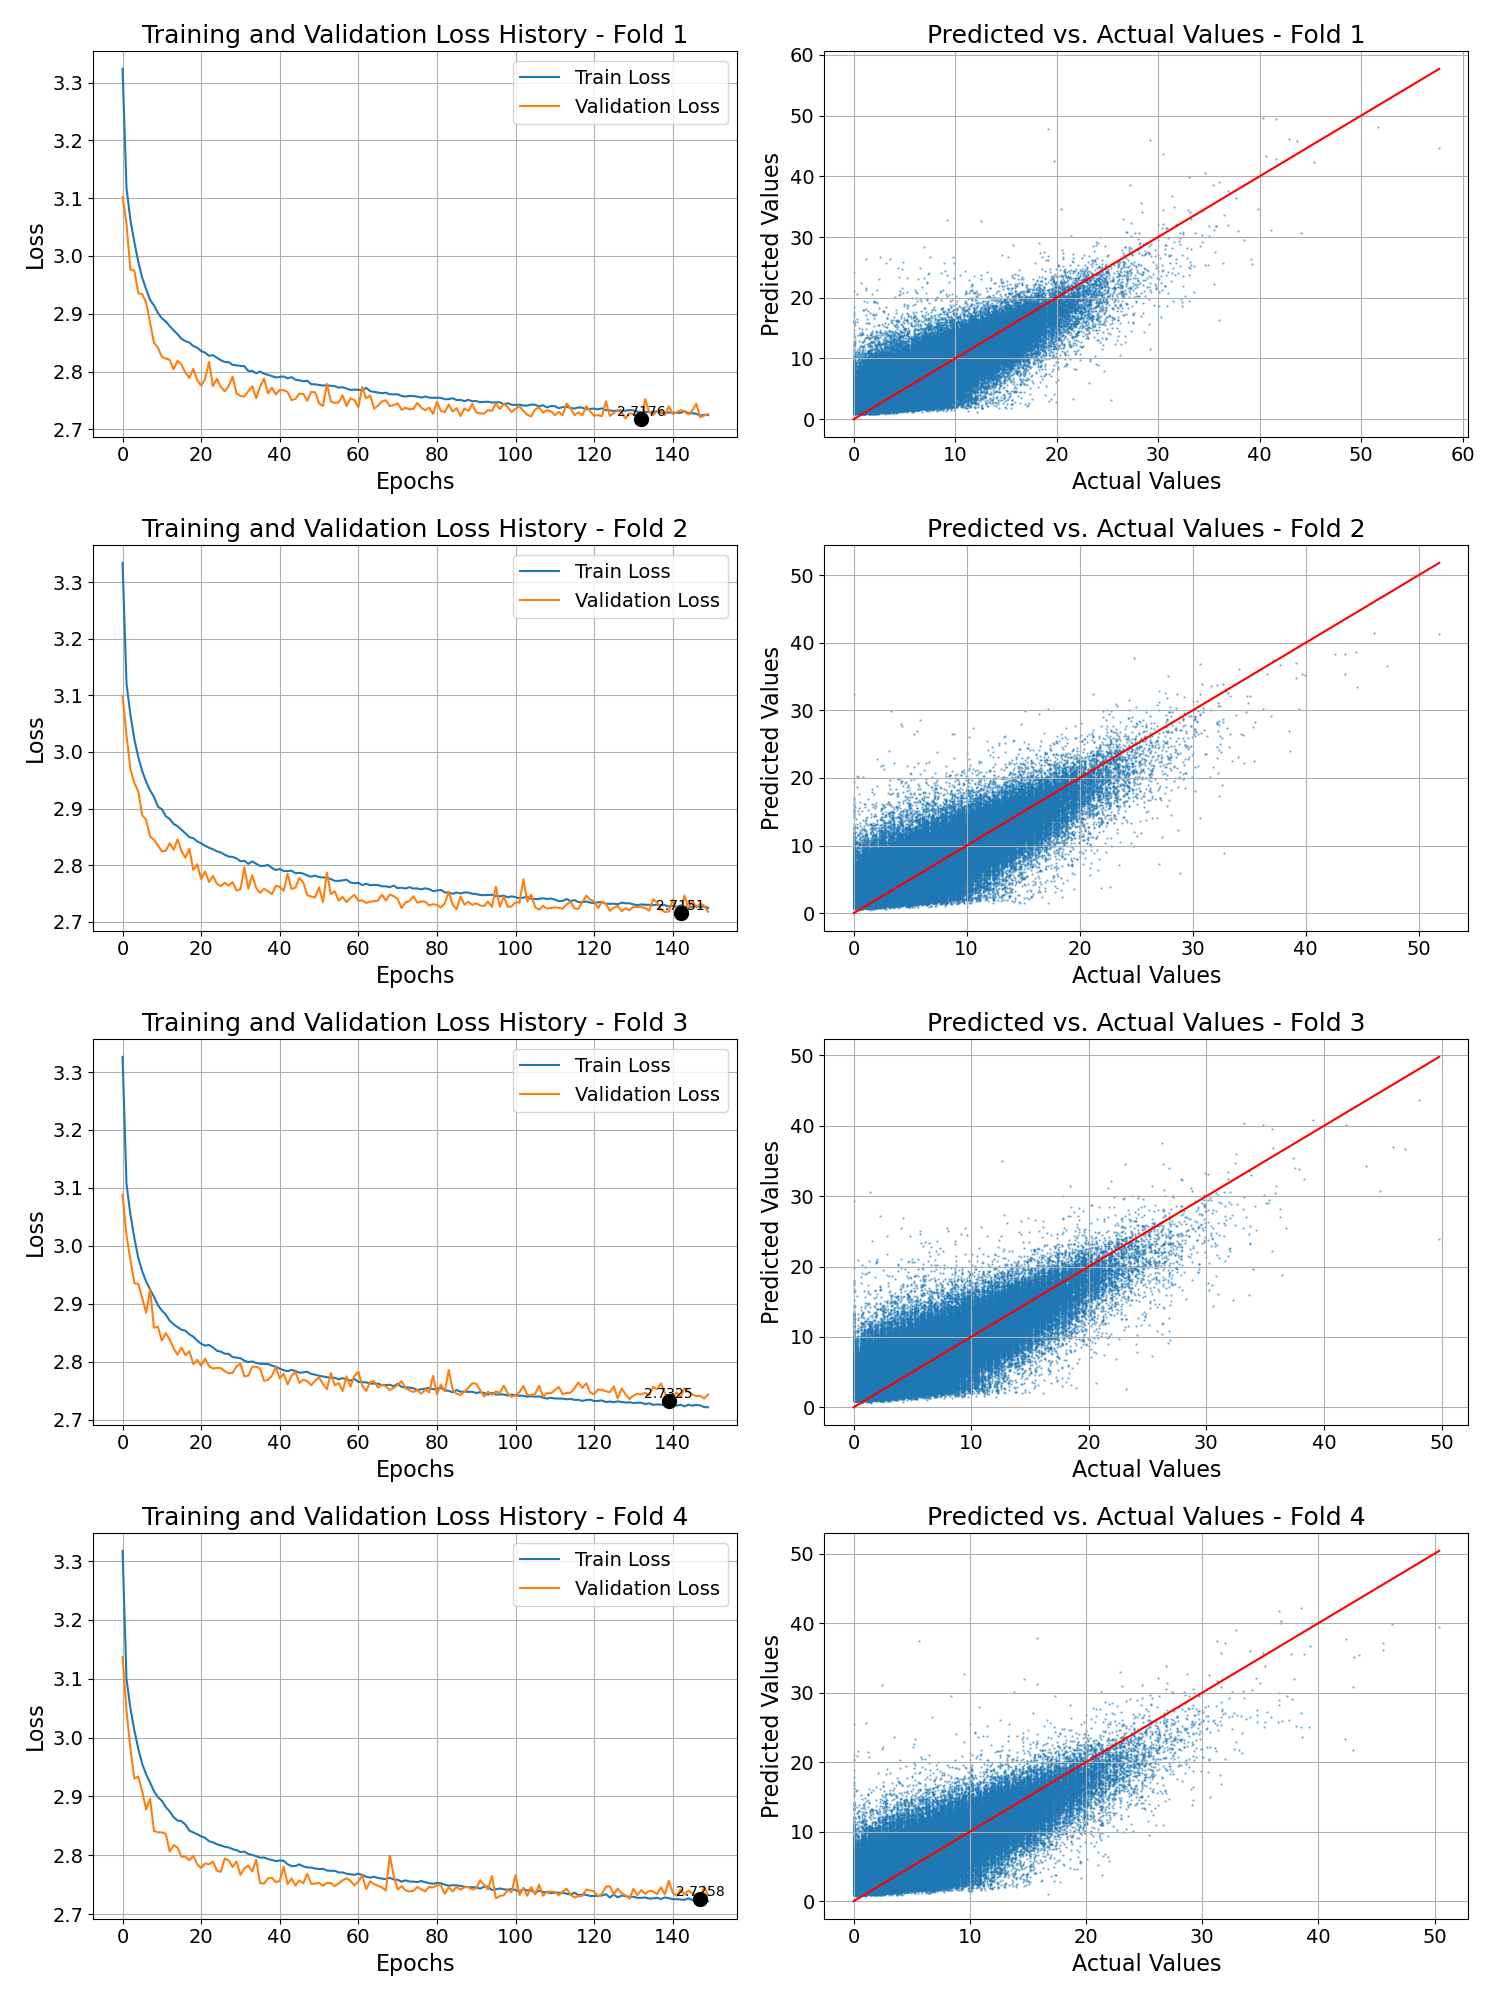 Training and Validation Loss History - Fold 1
Train Loss
Validation Loss
3.3
3.2
3.1
3.0
2.9
2.8
2.7
Loss
2.7176
0 20 40 60 80 100 120 140
Epochs
Predicted vs. Actual Values - Fold 1
60
50
40
30
20
10
0
Predicted Values
0 10 20 30 40 50 60
Actual Values
Training and Validation Loss History - Fold 2
Train Loss
Validation Loss
3.3
3.2
3.1
3.0
2.9
2.8
2.7
Loss
2.7151
0 20 40 60 80 100 120 140
Epochs
Predicted vs. Actual Values - Fold 2
50
40
30
20
10
0
Predicted Values
0 10 20 30 40 50
Actual Values
Training and Validation Loss History - Fold 3
Train Loss
Validation Loss
3.3
3.2
3.1
3.0
2.9
2.8
2.7
Loss
2.7325
0 20 40 60 80 100 120 140
Epochs
Predicted vs. Actual Values - Fold 3
50
40
30
20
10
0
Predicted Values
0 10 20 30 40 50
Actual Values
Training and Validation Loss History - Fold 4
Train Loss
Validation Loss
3.3
3.2
3.1
3.0
2.9
2.8
2.7
Loss
2.7258
0 20 40 60 80 100 120 140
Epochs
Predicted vs. Actual Values - Fold 4
50
40
30
20
10
0
Predicted Values
0 10 20 30 40 50
Actual Values